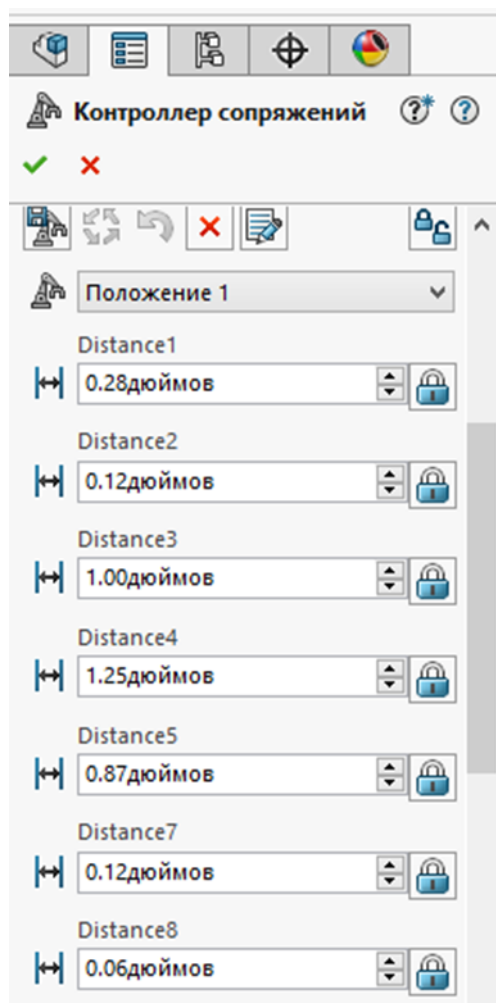 Контроллер сопряжений
Положение 1
Distance1
0.28дюймов
Distance2
0.12дюймов
Distance3
1.00дюймов
Distance4
1.25дюймов
Distance5
0.87дюймов
Distance7
0.12дюймов
Distance8
0.06дюймов